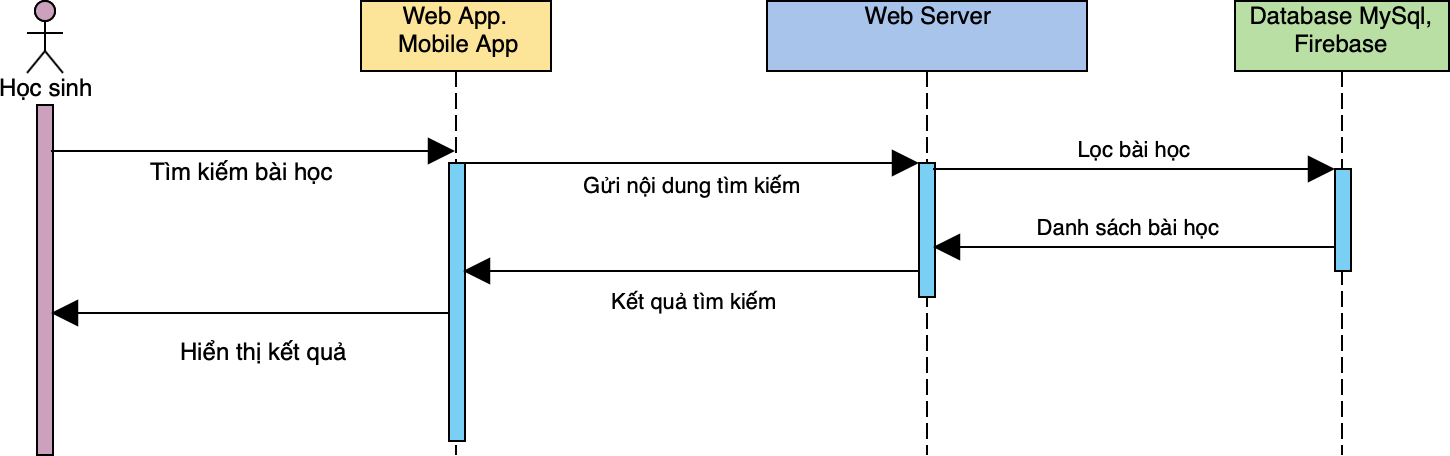 Web App.
Mobile App
Web Server
Database MySql,
Firebase
Học sinh
Tìm kiếm bài học
Gửi nội dung tìm kiếm
Lọc bài học
Danh sách bài học
Kết quả tìm kiếm
Hiển thị kết quả